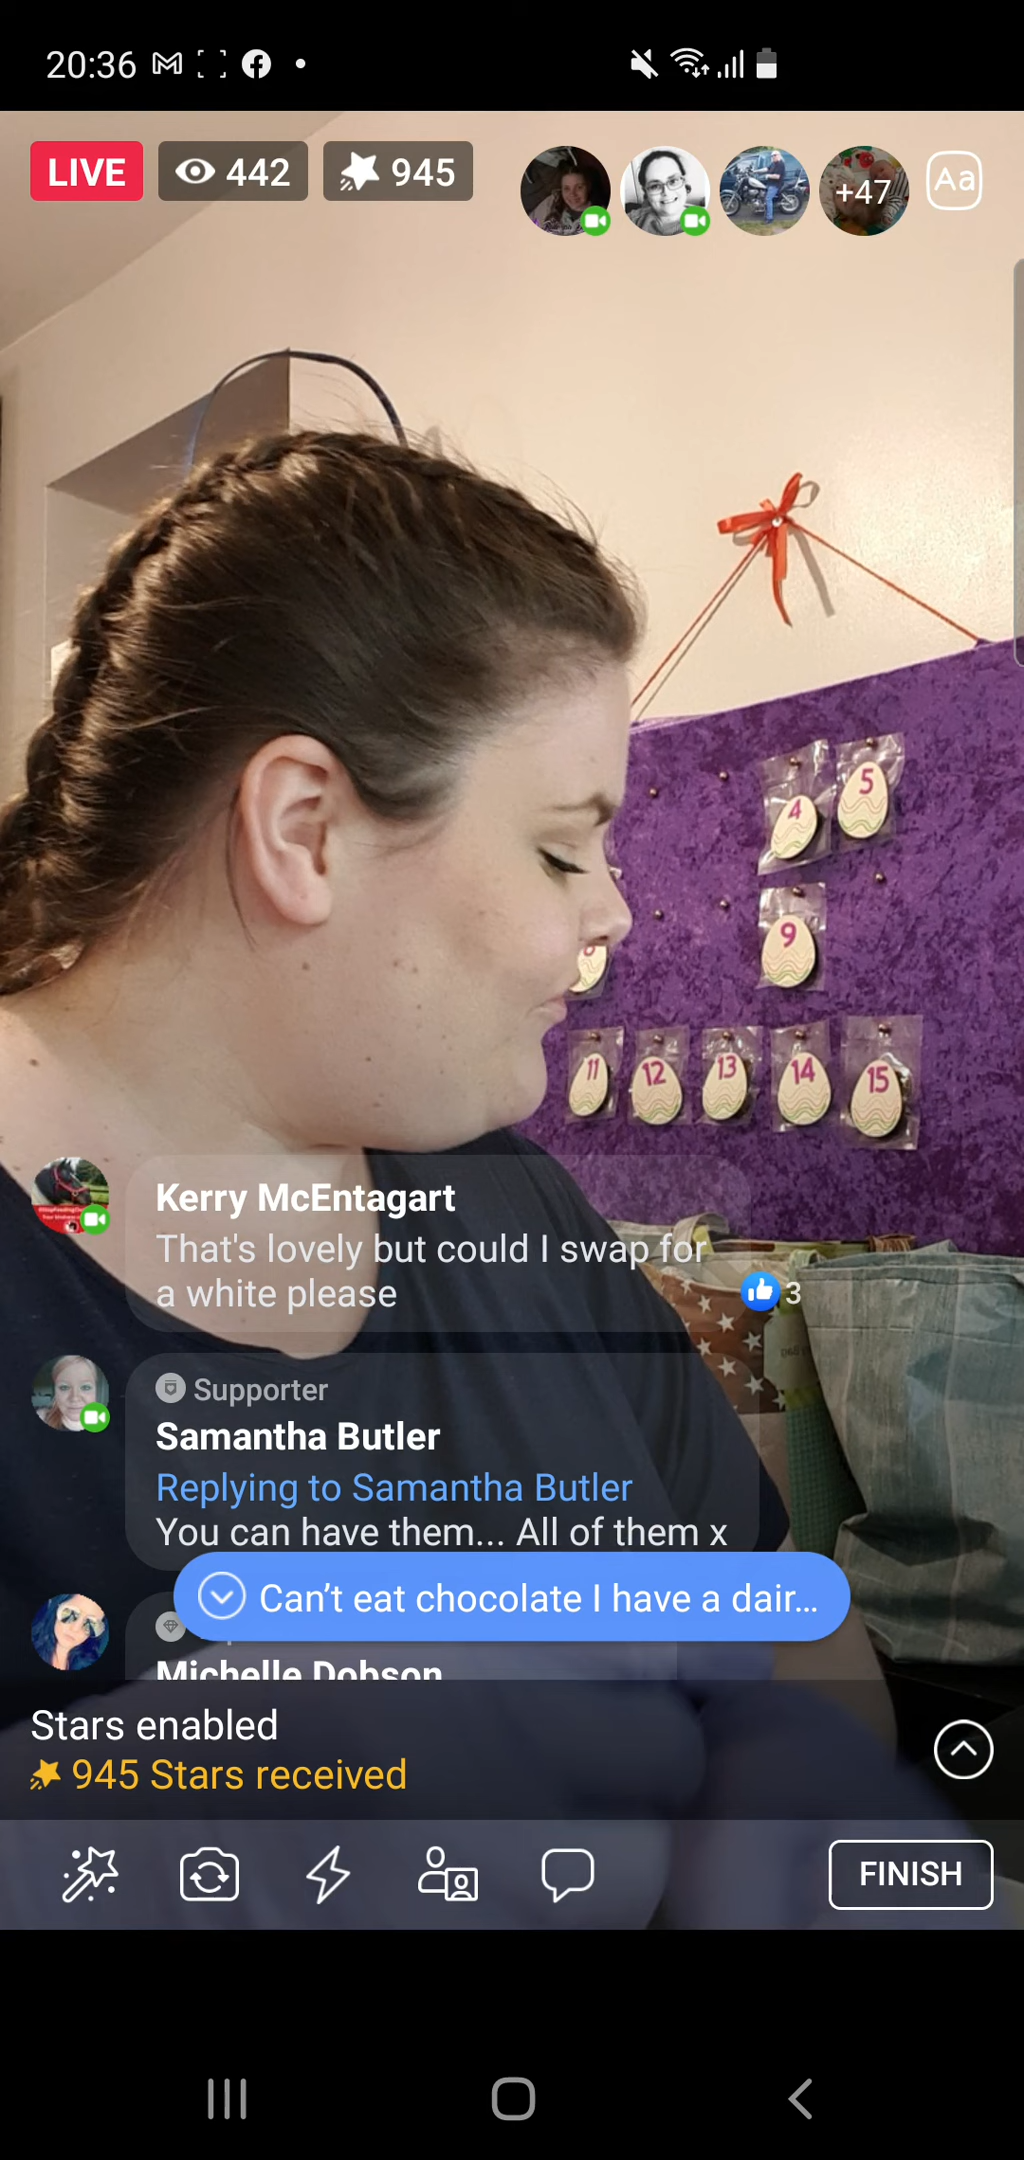 20:36
LIVE
442
945
+47
Aa
5
4
9
11
12
13
14
15
Kerry McEntagart
That's lovely but could I swap for
a white please
3
Supporter
Samantha Butler
Replying to Samantha Butler
You can have them... All of them x
Can't eat chocolate I have a dair...
Michelle Dobson
Stars enabled
945 Stars received
FINISH